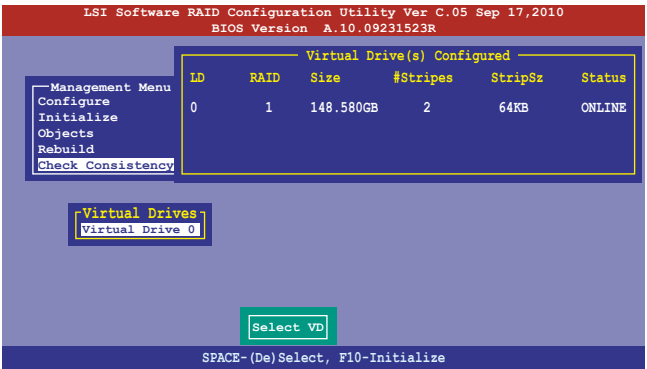 LSI Software RAID Configuration Utility Ver C.05 Sep 17,2010
BIOS Version A.10.09231523R
Virtual Drive(s) Configured
LD RAID Size #Stripes StripSz Status
0 1 148.580GB 2 64KB ONLINE
Management Menu
Configure
Initialize
Objects
Rebuild
Check Consistency
Virtual Drives
Virtual Drive 0
Select VD
SPACE-(De)Select, F10-Initialize